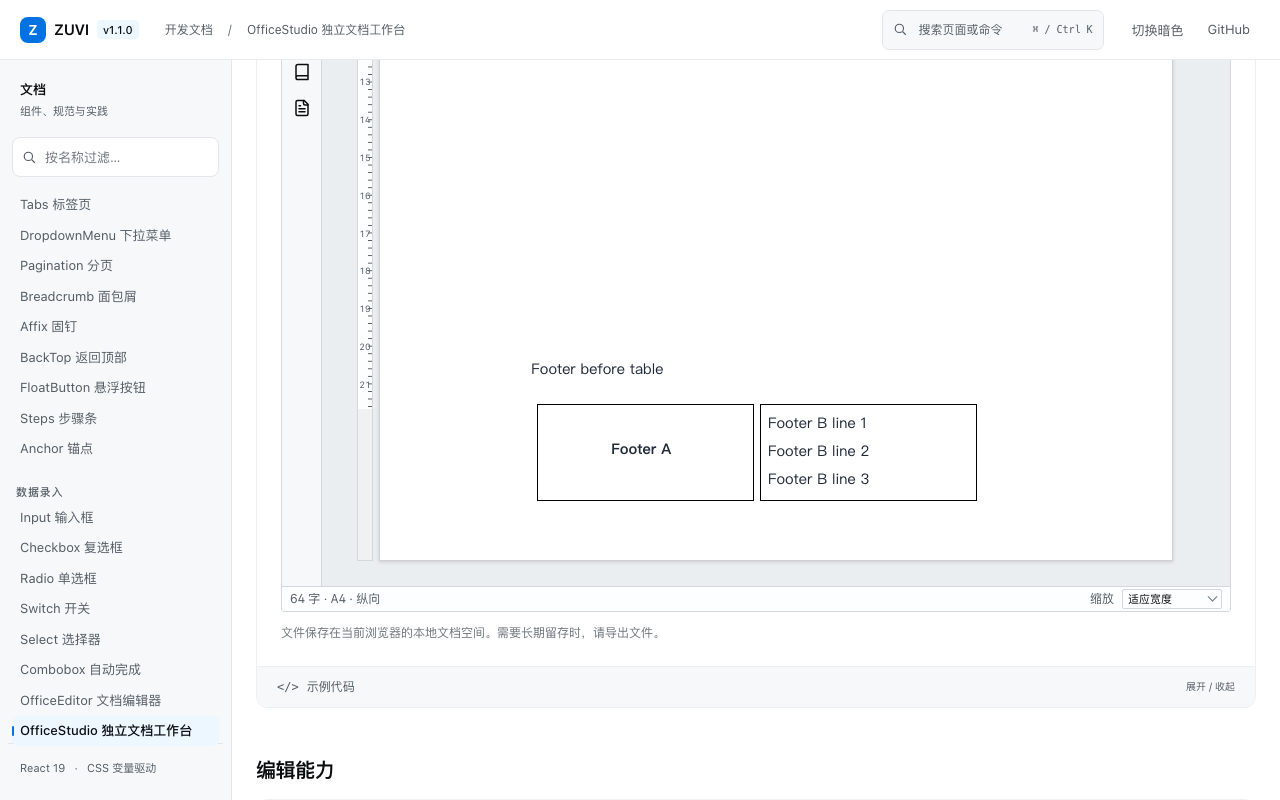 Z ZUVI v1.1.0 开发文档 / OfficeStudio 独立文档工作台 搜索页面或命令 ⌘ / Ctrl K 切换暗色 GitHub
文档
组件、规范与实践
按名称过滤...
Tabs 标签页
DropdownMenu 下拉菜单
Pagination 分页
Breadcrumb 面包屑
Affix 固钉
BackTop 返回顶部
FloatButton 悬浮按钮
Steps 步骤条
Anchor 锚点
数据录入
Input 输入框
Checkbox 复选框
Radio 单选框
Switch 开关
Select 选择器
Combobox 自动完成
OfficeEditor 文档编辑器
OfficeStudio 独立文档工作台
React 19 · CSS 变量驱动
13
14
15
16
17
18
19
20
21
Footer before table
Footer A
Footer B line 1
Footer B line 2
Footer B line 3
64 字 · A4 · 纵向 缩放 适应宽度
文件保存在当前浏览器的本地文档空间。需要长期留存时，请导出文件。
</> 示例代码 展开 / 收起
编辑能力